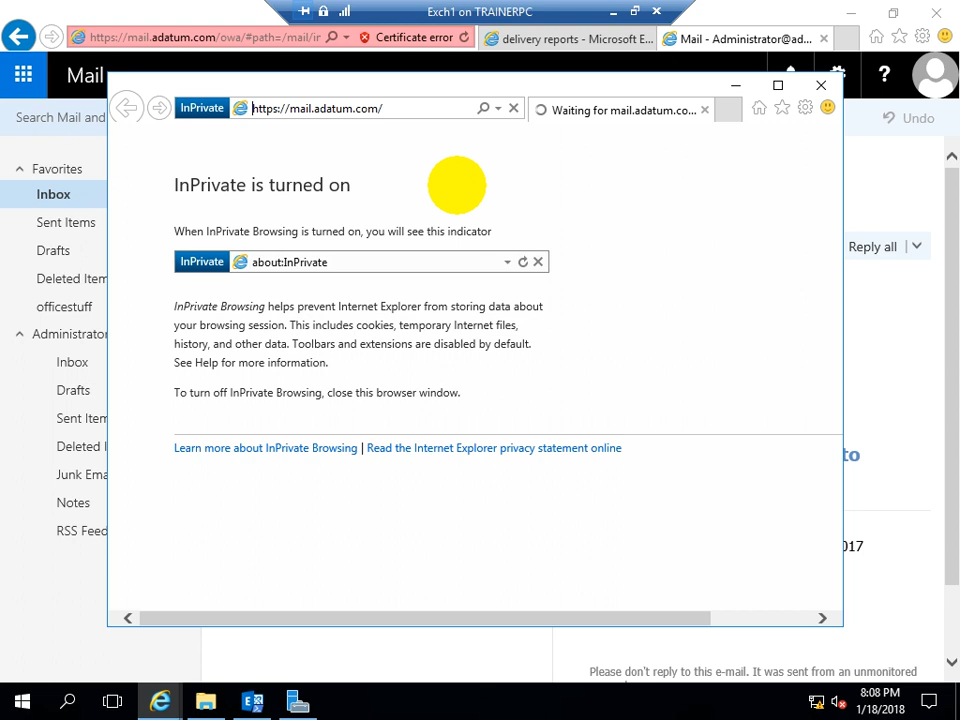 Exch1 on TRAINERPC
https://mail.adatum.com/owa/#path=/mail/in
Certificate error
delivery reports - Microsoft E...
Mail - Administrator@ad...
Mail
?
InPrivate
https://mail.adatum.com/
Waiting for mail.adatum.co...
Search Mail and
Undo
Favorites
Inbox
Sent Items
Drafts
Deleted Item
officestuff
Administrator
Inbox
Drafts
Sent Item
Deleted I
Junk Ema
Notes
RSS Feed
InPrivate is turned on
When InPrivate Browsing is turned on, you will see this indicator
InPrivate
about:InPrivate
InPrivate Browsing helps prevent Internet Explorer from storing data about
your browsing session. This includes cookies, temporary Internet files,
history, and other data. Toolbars and extensions are disabled by default.
See Help for more information.
To turn off InPrivate Browsing, close this browser window.
Learn more about InPrivate Browsing | Read the Internet Explorer privacy statement online
Reply all
to
017
Please don't reply to this e-mail. It was sent from an unmonitored
8:08 PM
1/18/2018